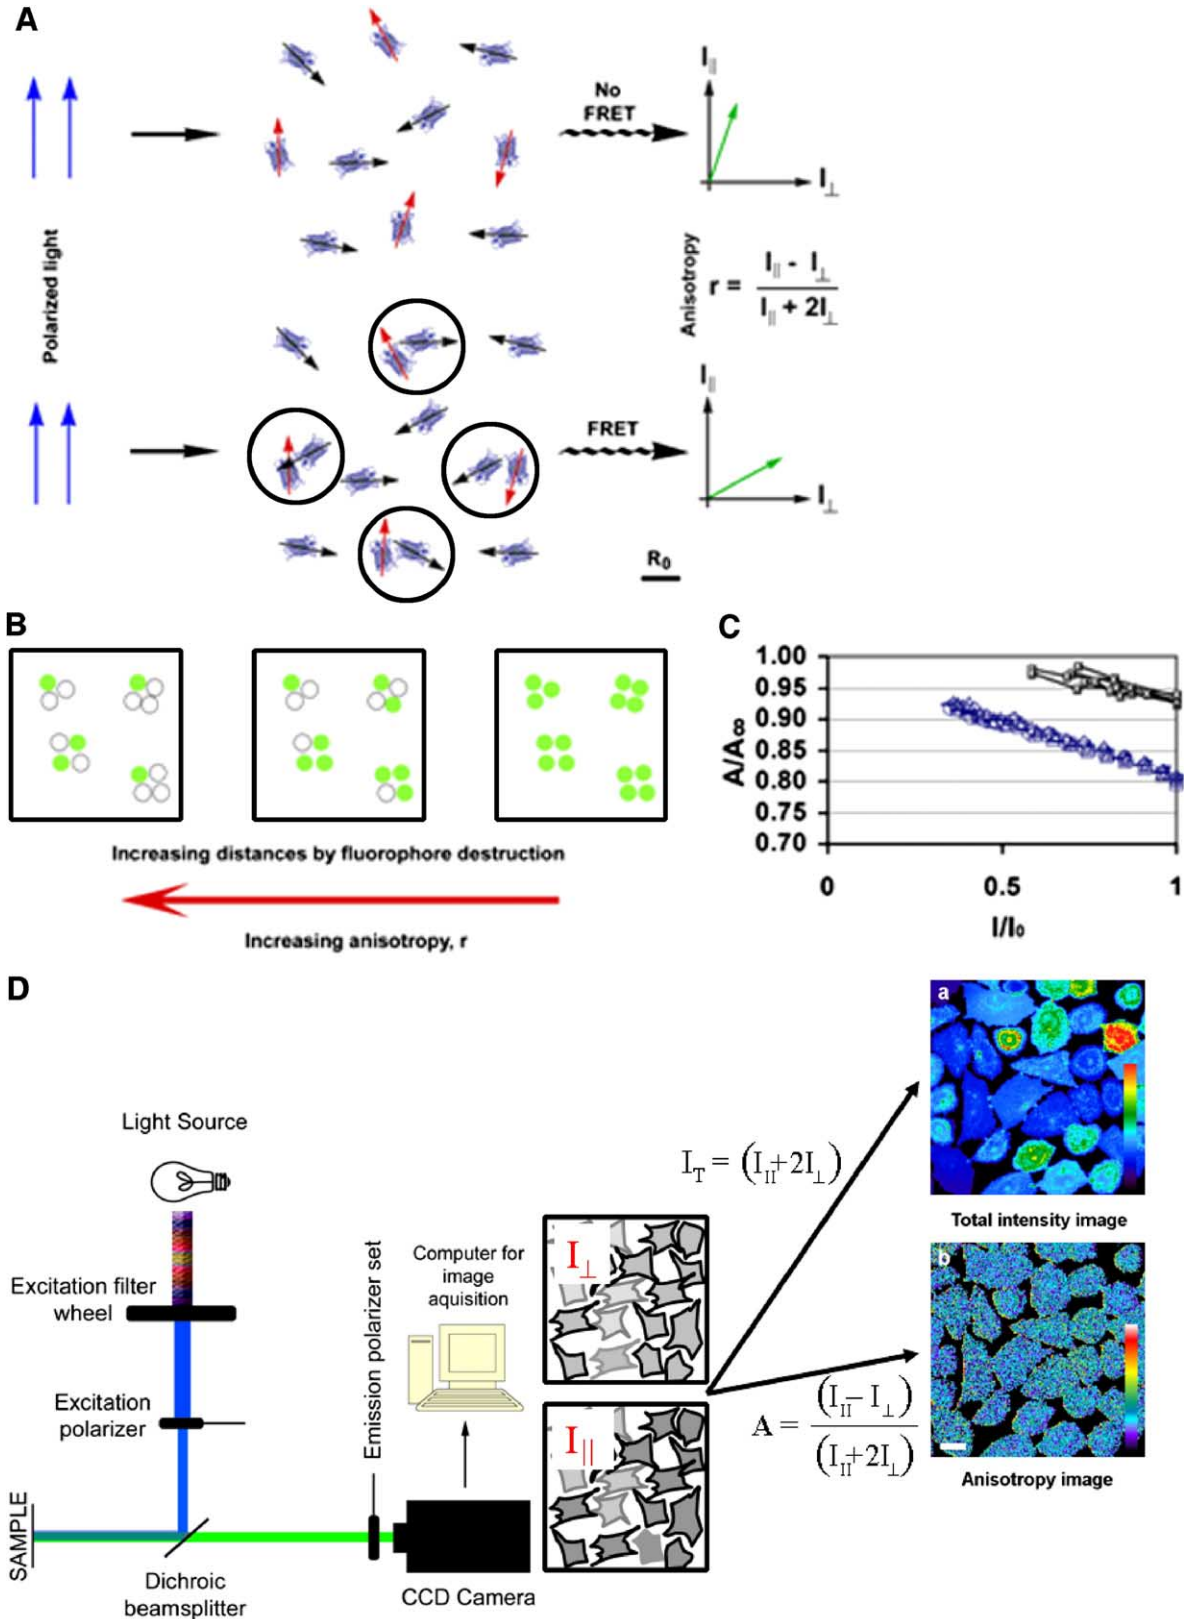 A
Polarized light
No
FRET
I||
I⊥
Anisotropy
r =
I|| - I⊥
I|| + 2I⊥
FRET
I||
I⊥
R0
B
Increasing distances by fluorophore destruction
Increasing anisotropy, r
C
1.00
0.95
0.90
0.85
0.80
0.75
0.70
A/A∞
0
0.5
1
I/I0
D
Light Source
Excitation filter
wheel
Excitation
polarizer
SAMPLE
Dichroic
beamsplitter
Emission polarizer set
Computer for
image
aquisition
CCD Camera
I⊥
I||
IT = (I||+2I⊥)
A = (I||− I⊥)
(I||+2I⊥)
a
Total intensity image
b
Anisotropy image